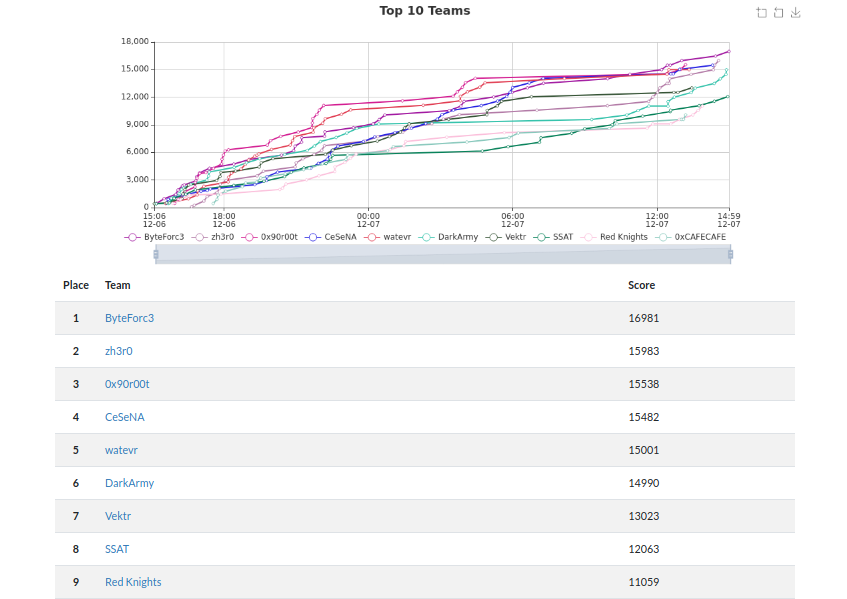 Top 10 Teams
18,000
15,000
12,000
9,000
6,000
3,000
0
15:06 18:00 00:00 06:00 12:00 14:59
12-06 12-06 12-07 12-07 12-07 12-07
ByteForc3 zh3r0 0x90r00t CeSeNA watevr DarkArmy Vektr SSAT Red Knights 0xCAFECAFE
Place Team Score
1 ByteForc3 16981
2 zh3r0 15983
3 0x90r00t 15538
4 CeSeNA 15482
5 watevr 15001
6 DarkArmy 14990
7 Vektr 13023
8 SSAT 12063
9 Red Knights 11059